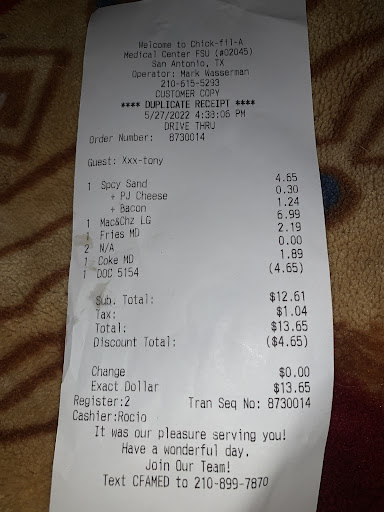 Welcome to Chick-fil-A
Medical Center FSU (#02045)
San Antonio, TX
Operator: Mark Wasserman
210-615-5293
CUSTOMER COPY
**** DUPLICATE RECEIPT ****
5/27/2022 4:39:06 PM
DRIVE THRU
Order Number: 8730014
Guest: Xxx-tony
1 Spcy Sand 4.65
+ PJ Cheese 0.30
+ Bacon 1.24
1 Mac&Chz LG 6.99
1 Fries MD 2.19
2 N/A 0.00
1 Coke MD 1.89
1 DOC 5154 (4.65)
Sub. Total: $12.61
Tax: $1.04
Total: $13.65
Discount Total: ($4.65)
Change $0.00
Exact Dollar $13.65
Register:2 Tran Seq No: 8730014
Cashier:Rocio
It was our pleasure serving you!
Have a wonderful day.
Join Our Team!
Text CFAMED to 210-899-7870